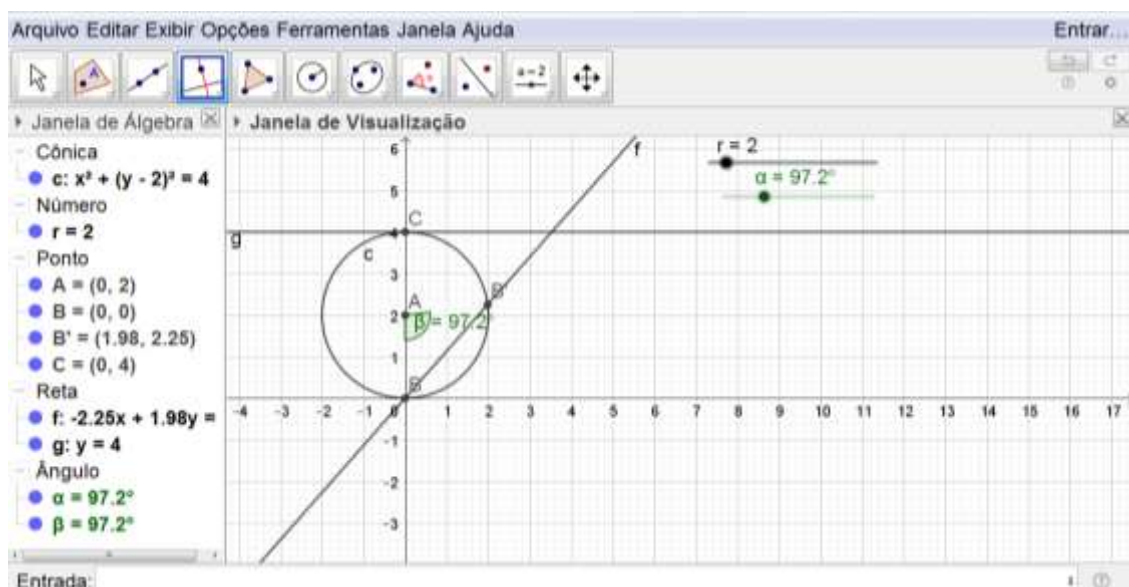 Arquivo Editar Exibir Opções Ferramentas Janela Ajuda
Entrar...
A
a=2
Janela de Álgebra
Janela de Visualização
Cônica
c: x² + (y - 2)² = 4
Número
r = 2
Ponto
A = (0, 2)
B = (0, 0)
B' = (1.98, 2.25)
C = (0, 4)
Reta
f: -2.25x + 1.98y =
g: y = 4
Ângulo
α = 97.2°
β = 97.2°
r = 2
α = 97.2°
f
g
c
C
A
β = 97.2°
B'
B
6
5
4
3
2
1
-1
-2
-3
-4 -3 -2 -1 0 1 2 3 4 5 6 7 8 9 10 11 12 13 14 15 16 17
Entrada: